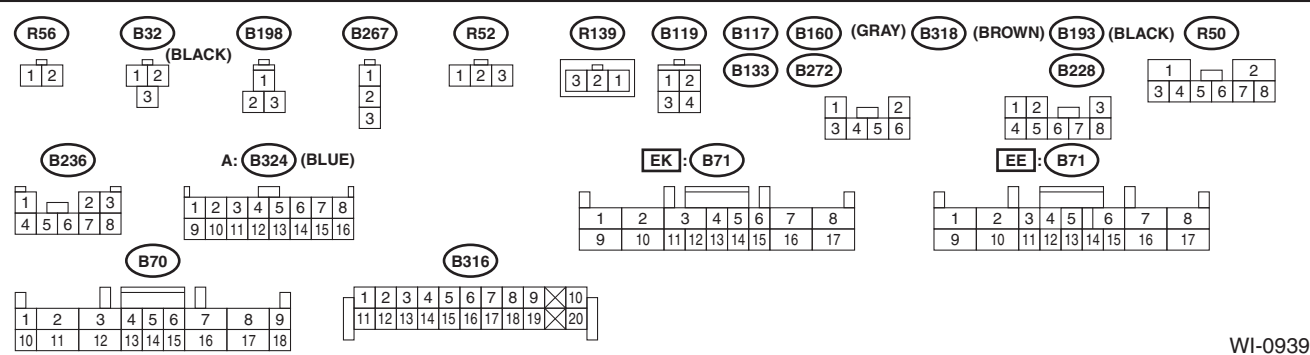 R56 B32 (BLACK) B198 B267 R52 R139 B119 B117 B160 (GRAY) B318 (BROWN) B193 (BLACK) R50
B133 B272 B228
1 2
1 2
3
1
2 3
1
2
3
1 2 3
3 2 1
1 2
3 4
1 2
3 4 5 6
1 2 3
4 5 6 7 8
1 2
3 4 5 6 7 8
B236 A: B324 (BLUE) EK : B71 EE : B71
1 2 3
4 5 6 7 8
1 2 3 4 5 6 7 8
9 10 11 12 13 14 15 16
1 2 3 4 5 6 7 8
9 10 11 12 13 14 15 16 17
1 2 3 4 5 6 7 8
9 10 11 12 13 14 15 16 17
B70 B316
1 2 3 4 5 6 7 8 9
10 11 12 13 14 15 16 17 18
1 2 3 4 5 6 7 8 9 10
11 12 13 14 15 16 17 18 19 20
WI-0939